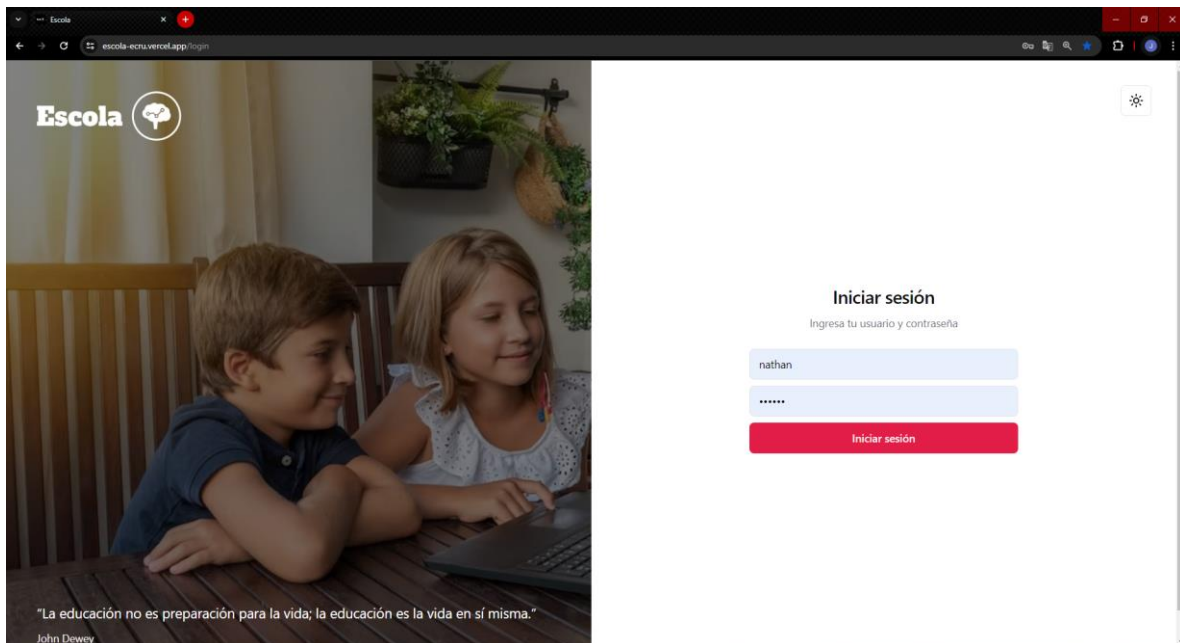 Escola
escola-ecru.vercel.app/login
Escola
Iniciar sesión
Ingresa tu usuario y contraseña
nathan
••••••
Iniciar sesión
"La educación no es preparación para la vida; la educación es la vida en sí misma."
John Dewey